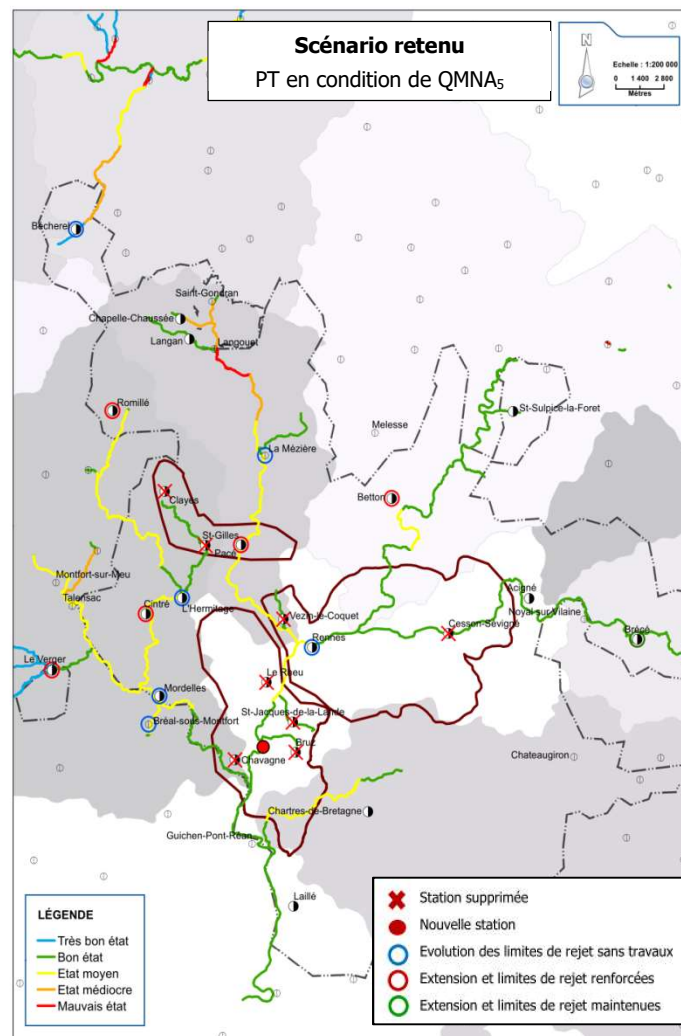 Scénario retenu
PT en condition de QMNA5
N
Echelle : 1:200 000
0 1 400 2 800
Mètres
Bécherel
Saint-Gondran
Chapelle-Chaussée
Langan
Langouet
Romillé
St-Sulpice-la-Foret
Melesse
La Mézière
Clayes
Betton
St-Gilles
Pacé
Montfort-sur-Meu
Talensac
Cintré
L'Hermitage
Vezin-le-Coquet
Acigné
Noyal sur Vilaine
Cesson-Sévigné
Brécé
Rennes
Le Verger
Le Rheu
Mordelles
St-Jacques-de-la-Lande
Bréal-sous-Montfort
Bruz
Chavagne
Chateaugiron
Chartres-de-Bretagne
Guichen-Pont-Réan
Laillé
LÉGENDE
Très bon état
Bon état
Etat moyen
Etat médiocre
Mauvais état
Station supprimée
Nouvelle station
Evolution des limites de rejet sans travaux
Extension et limites de rejet renforcées
Extension et limites de rejet maintenues